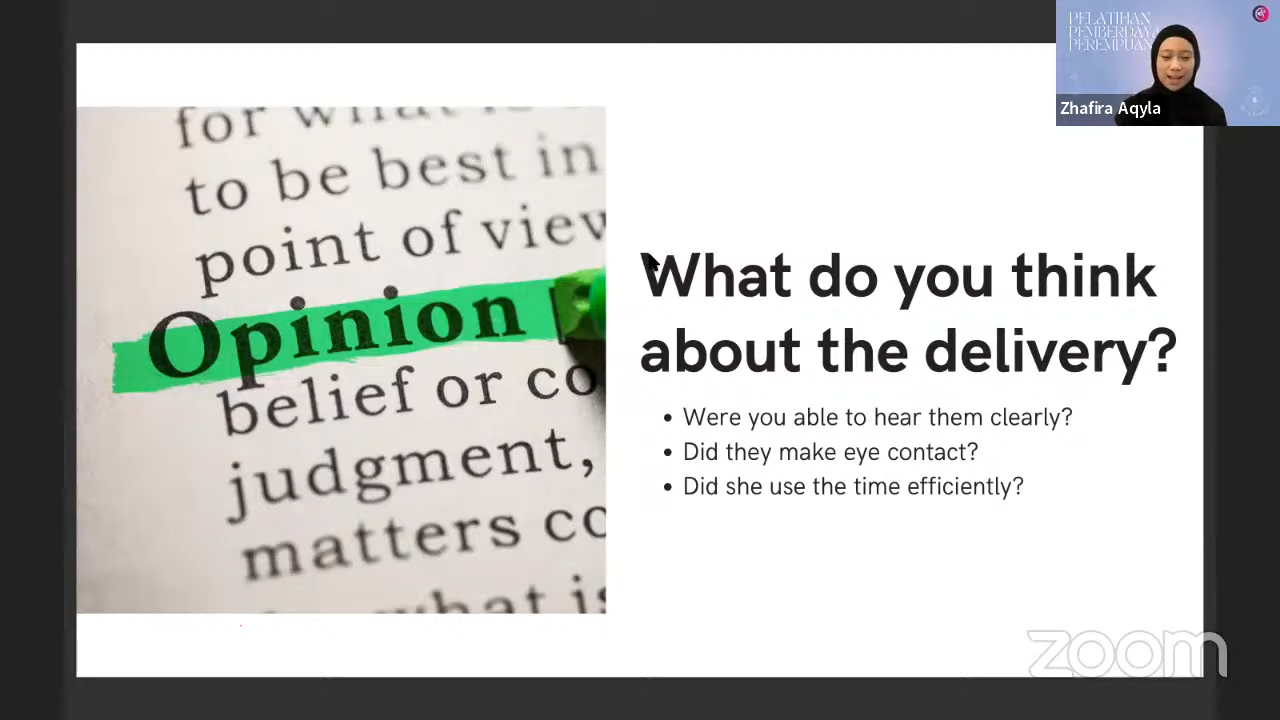 PELATIHAN
PEMBERDAYA
PEREMPUAN
Zhafira Aqyla
to be best in
point of view
Opinion
belief or co
judgment,
matters co
What do you think
about the delivery?
• Were you able to hear them clearly?
• Did they make eye contact?
• Did she use the time efficiently?
zoom